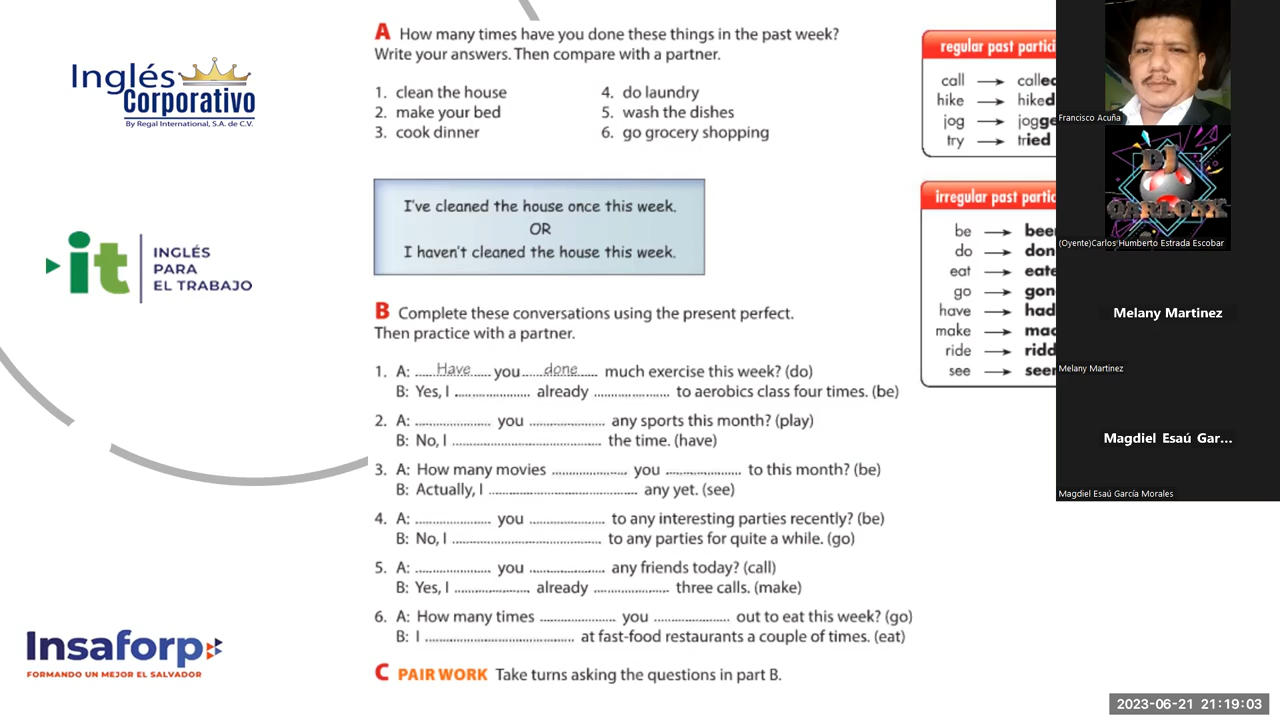 Inglés
Corporativo
By Regal International, S.A. de C.V.
it
INGLÉS
PARA
EL TRABAJO
Insaforp
FORMANDO UN MEJOR EL SALVADOR
A How many times have you done these things in the past week?
Write your answers. Then compare with a partner.
1. clean the house
2. make your bed
3. cook dinner
4. do laundry
5. wash the dishes
6. go grocery shopping
I've cleaned the house once this week.
OR
I haven't cleaned the house this week.
B Complete these conversations using the present perfect.
Then practice with a partner.
1. A: ........Have........ you ........done........ much exercise this week? (do)
B: Yes, I .................... already .................... to aerobics class four times. (be)
2. A: .................... you .................... any sports this month? (play)
B: No, I ........................................ the time. (have)
3. A: How many movies .................... you .................... to this month? (be)
B: Actually, I ........................................ any yet. (see)
4. A: .................... you .................... to any interesting parties recently? (be)
B: No, I ........................................ to any parties for quite a while. (go)
5. A: .................... you .................... any friends today? (call)
B: Yes, I .................... already .................... three calls. (make)
6. A: How many times .................... you .................... out to eat this week? (go)
B: I ........................................ at fast-food restaurants a couple of times. (eat)
C PAIR WORK Take turns asking the questions in part B.
regular past partici
call → called
hike → hiked
jog → jogge
try → tried
irregular past partic
be → bee
do → don
eat → eate
go → gon
have → had
make → mad
ride → ridd
see → seen
Francisco Acuña
DJ
QARLOXX
(Oyente)Carlos Humberto Estrada Escobar
Melany Martinez
Melany Martinez
Magdiel Esaú Gar...
Magdiel Esaú García Morales
2023-06-21 21:19:03